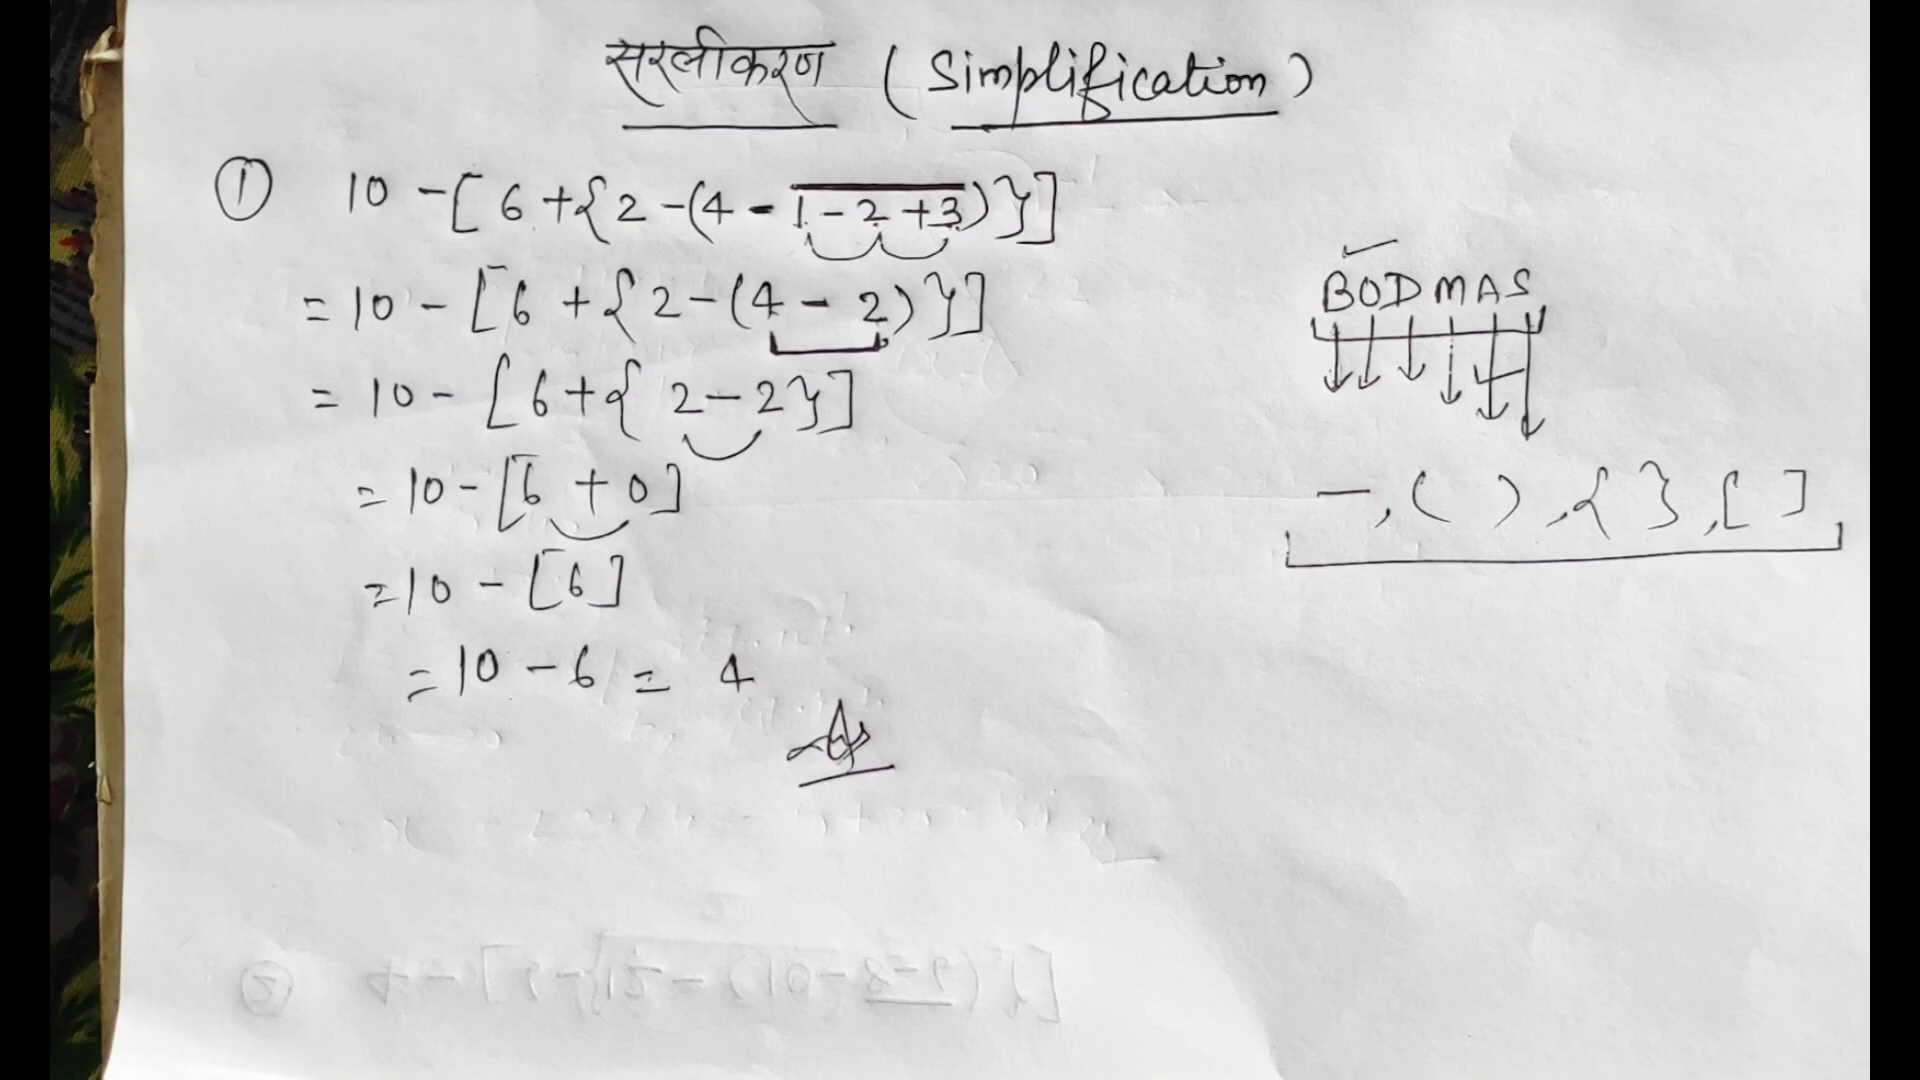 सरलीकरण (Simplification)
① 10 - [6 + {2 - (4 - 1̅ ̅-̅ ̅2̅ ̅+̅ ̅3̅)}]
= 10 - [6 + {2 - (4 - 2)}]
= 10 - [6 + {2 - 2}]
= 10 - [6 + 0]
= 10 - [6]
= 10 - 6 = 4
BODMAS
—, ( ), { }, [ ]